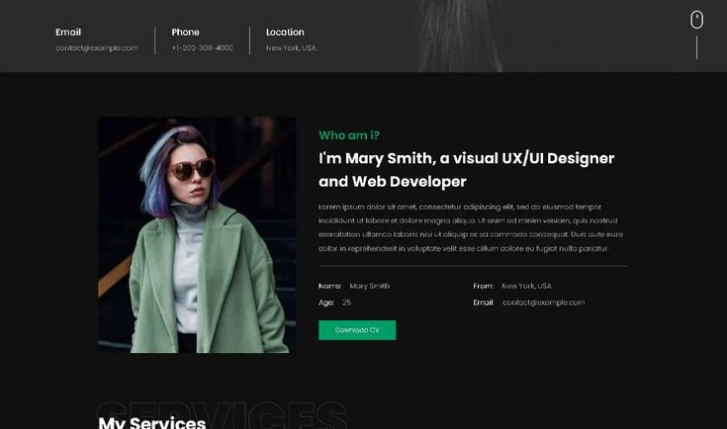 Email
contact@example.com
Phone
+1-200-300-4000
Location
New York, USA.
Who am i?
I'm Mary Smith, a visual UX/UI Designer
and Web Developer
Lorem ipsum dolor sit amet, consectetur adipiscing elit, sed do eiusmod tempor
incididunt ut labore et dolore magna aliqua. Ut enim ad minim veniam, quis nostrud
exercitation ullamco laboris nisi ut aliquip ex ea commodo consequat. Duis aute irure
dolor in reprehenderit in voluptate velit esse cillum dolore eu fugiat nulla pariatur.
Name: Mary Smith
From: New York, USA.
Age: 25
Email: contact@example.com
Download CV
SERVICES
My Services